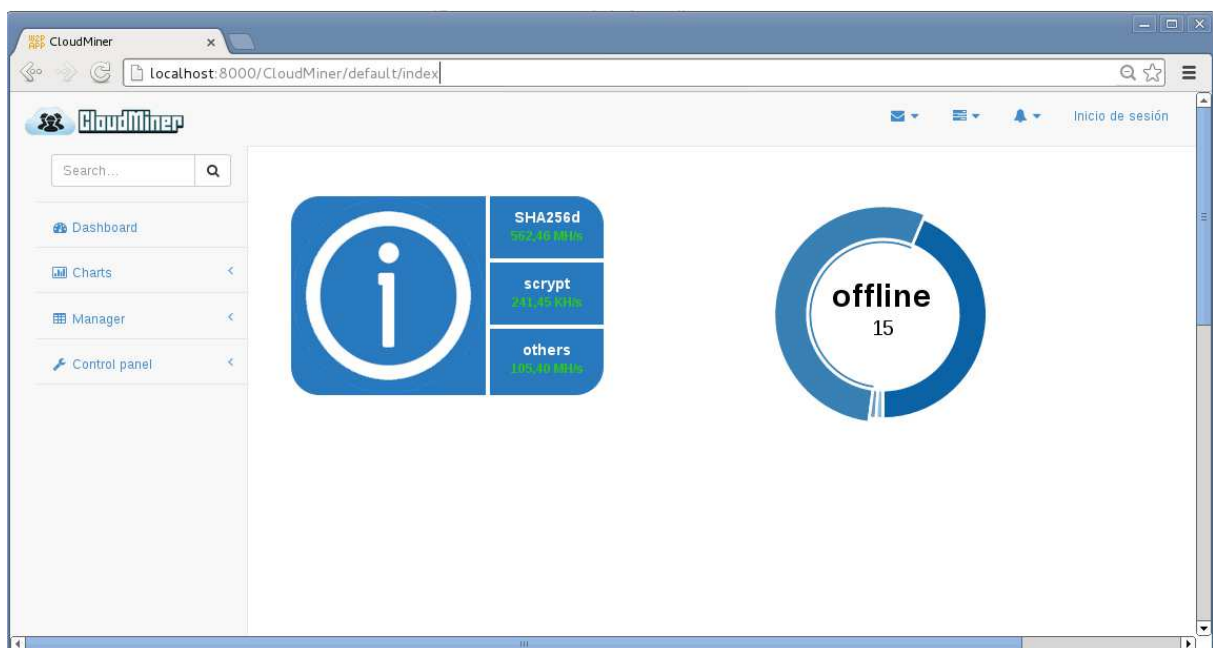 CloudMiner
localhost:8000/CloudMiner/default/index
CloudMiner
Inicio de sesión
Search...
Dashboard
Charts
Manager
Control panel
SHA256d
562,46 MH/s
scrypt
241,45 KH/s
others
105,40 MH/s
offline
15